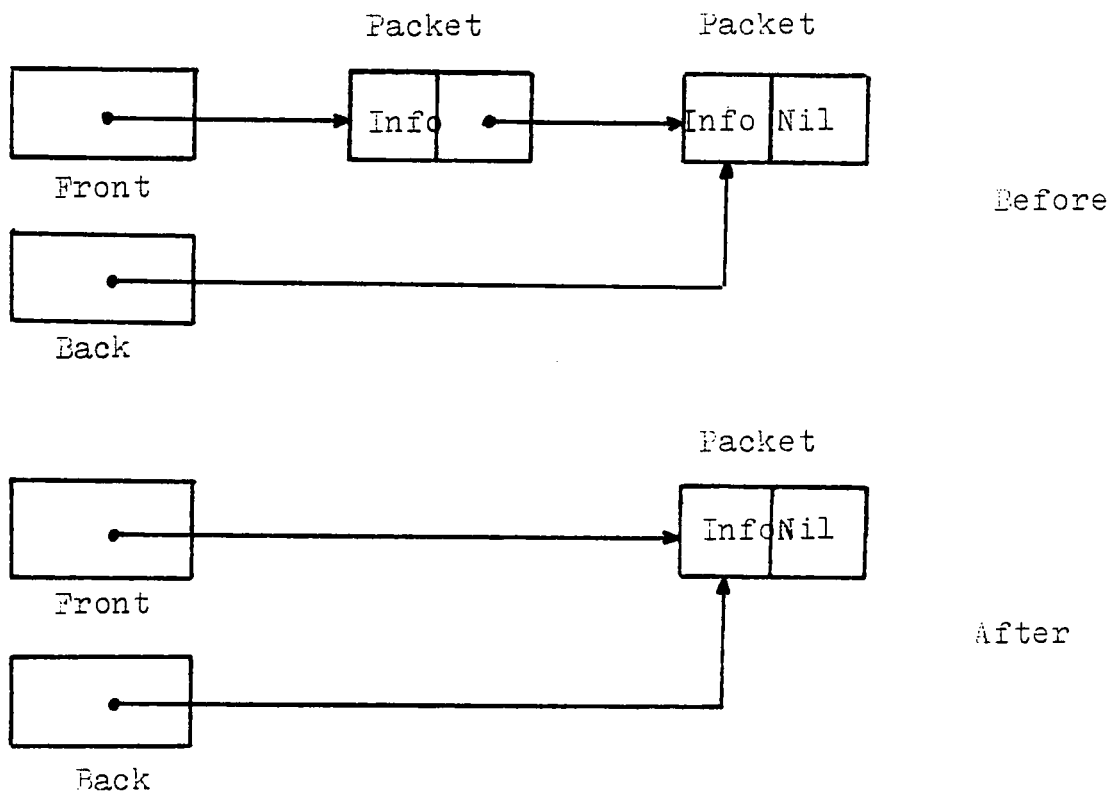 Packet Packet
Info Info Nil
Front
Before
Back
Packet
Info Nil
Front
After
Back